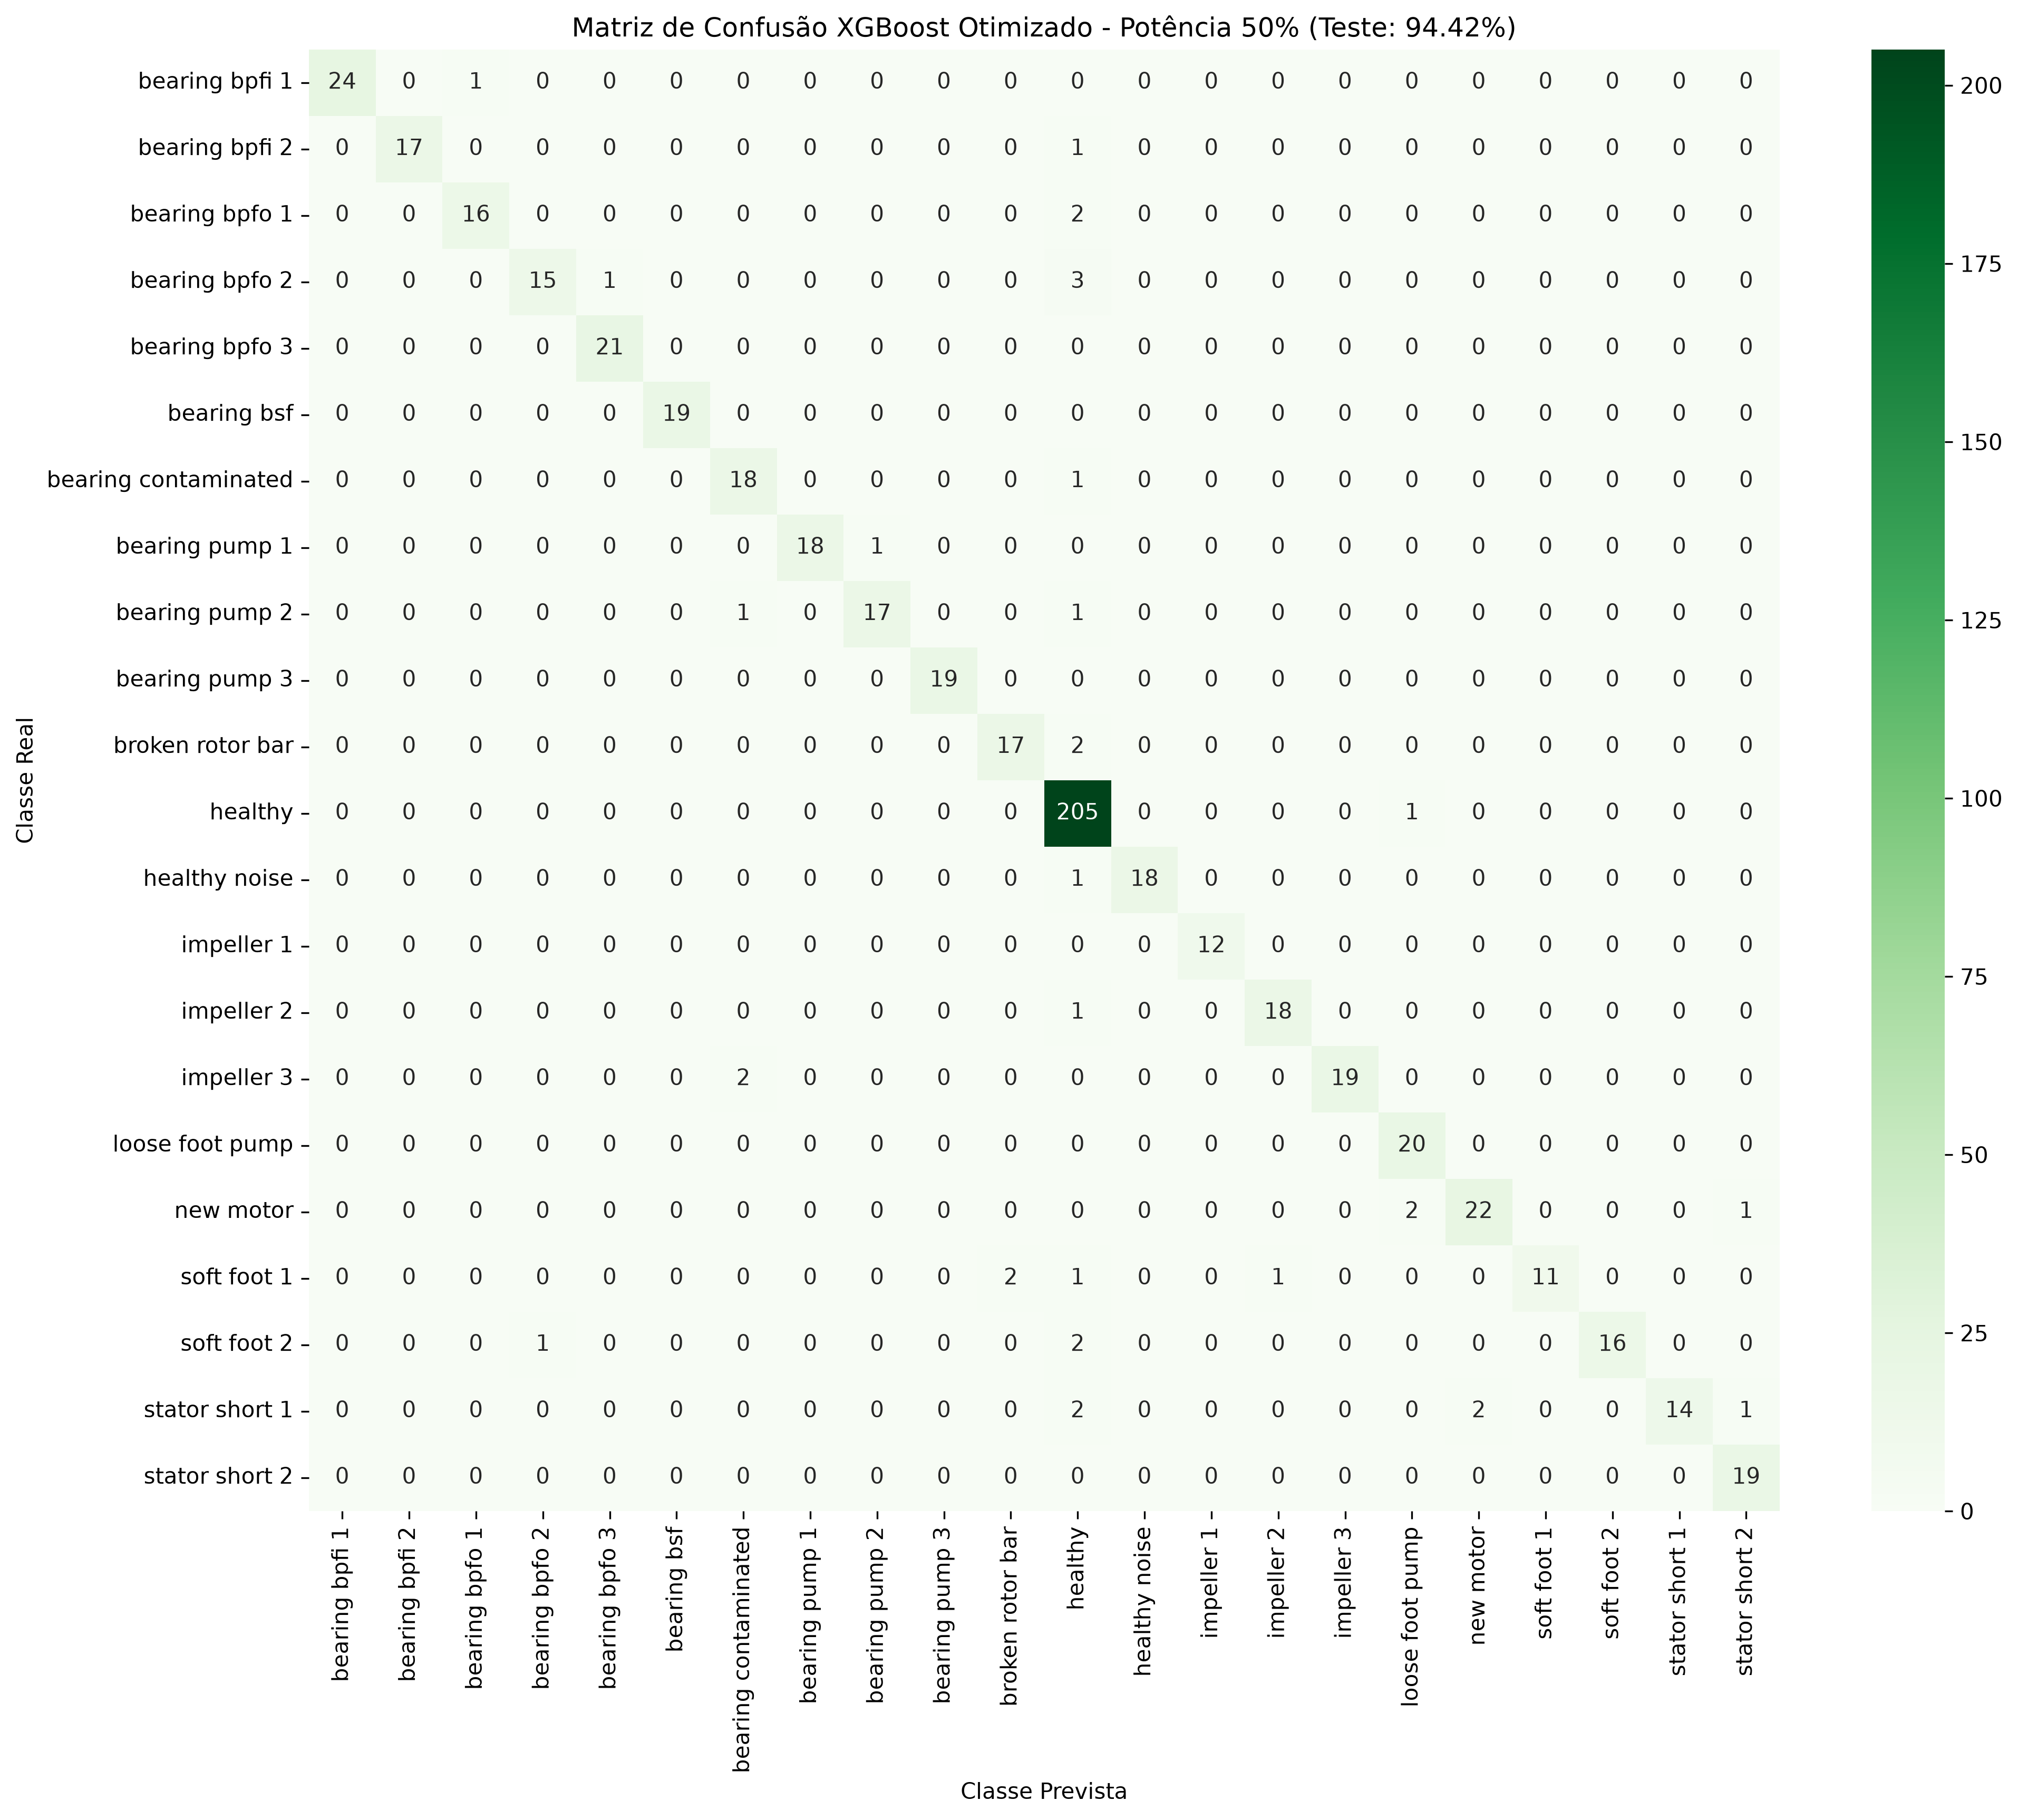 Matriz de Confusão XGBoost Otimizado - Potência 50% (Teste: 94.42%)
bearing bpfi 1 24 0 1 0 0 0 0 0 0 0 0 0 0 0 0 0 0 0 0 0 0 0
bearing bpfi 2 0 17 0 0 0 0 0 0 0 0 0 1 0 0 0 0 0 0 0 0 0 0
bearing bpfo 1 0 0 16 0 0 0 0 0 0 0 0 2 0 0 0 0 0 0 0 0 0 0
bearing bpfo 2 0 0 0 15 1 0 0 0 0 0 0 3 0 0 0 0 0 0 0 0 0 0
bearing bpfo 3 0 0 0 0 21 0 0 0 0 0 0 0 0 0 0 0 0 0 0 0 0 0
bearing bsf 0 0 0 0 0 19 0 0 0 0 0 0 0 0 0 0 0 0 0 0 0 0
bearing contaminated 0 0 0 0 0 0 18 0 0 0 0 1 0 0 0 0 0 0 0 0 0 0
bearing pump 1 0 0 0 0 0 0 0 18 1 0 0 0 0 0 0 0 0 0 0 0 0 0
bearing pump 2 0 0 0 0 0 0 1 0 17 0 0 1 0 0 0 0 0 0 0 0 0 0
bearing pump 3 0 0 0 0 0 0 0 0 0 19 0 0 0 0 0 0 0 0 0 0 0 0
broken rotor bar 0 0 0 0 0 0 0 0 0 0 17 2 0 0 0 0 0 0 0 0 0 0
healthy 0 0 0 0 0 0 0 0 0 0 0 205 0 0 0 0 1 0 0 0 0 0
healthy noise 0 0 0 0 0 0 0 0 0 0 0 1 18 0 0 0 0 0 0 0 0 0
impeller 1 0 0 0 0 0 0 0 0 0 0 0 0 0 12 0 0 0 0 0 0 0 0
impeller 2 0 0 0 0 0 0 0 0 0 0 0 1 0 0 18 0 0 0 0 0 0 0
impeller 3 0 0 0 0 0 0 2 0 0 0 0 0 0 0 0 19 0 0 0 0 0 0
loose foot pump 0 0 0 0 0 0 0 0 0 0 0 0 0 0 0 0 20 0 0 0 0 0
new motor 0 0 0 0 0 0 0 0 0 0 0 0 0 0 0 0 2 22 0 0 0 1
soft foot 1 0 0 0 0 0 0 0 0 0 0 2 1 0 0 1 0 0 0 11 0 0 0
soft foot 2 0 0 0 1 0 0 0 0 0 0 0 2 0 0 0 0 0 0 0 16 0 0
stator short 1 0 0 0 0 0 0 0 0 0 0 0 2 0 0 0 0 0 2 0 0 14 1
stator short 2 0 0 0 0 0 0 0 0 0 0 0 0 0 0 0 0 0 0 0 0 0 19
Classe Real
bearing bpfi 1
bearing bpfi 2
bearing bpfo 1
bearing bpfo 2
bearing bpfo 3
bearing bsf
bearing contaminated
bearing pump 1
bearing pump 2
bearing pump 3
broken rotor bar
healthy
healthy noise
impeller 1
impeller 2
impeller 3
loose foot pump
new motor
soft foot 1
soft foot 2
stator short 1
stator short 2
Classe Prevista
200
175
150
125
100
75
50
25
0